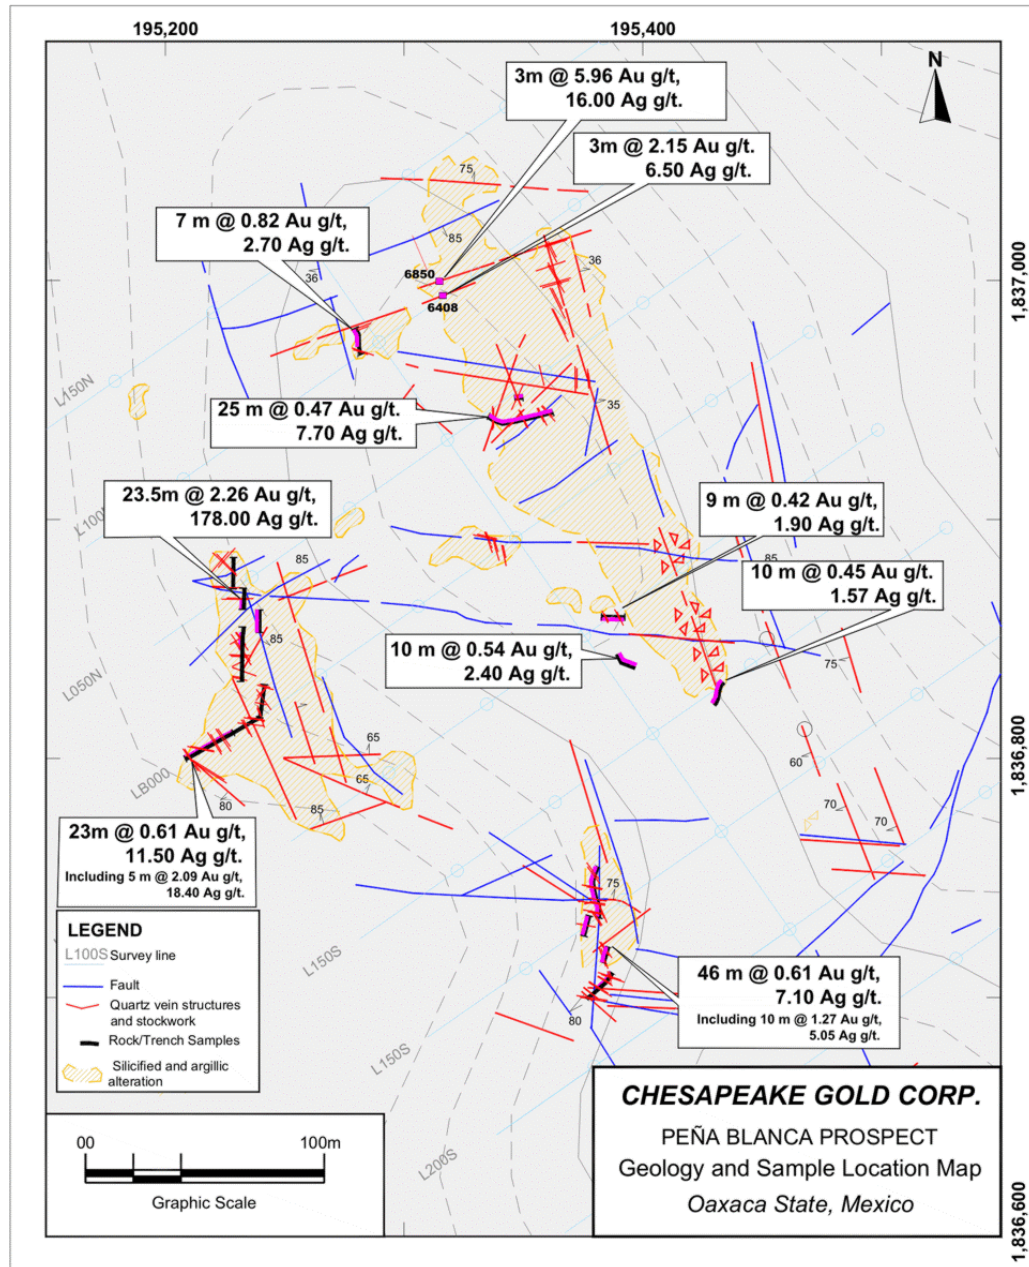 195,200
195,400
N
3m @ 5.96 Au g/t,
16.00 Ag g/t.
3m @ 2.15 Au g/t.
6.50 Ag g/t.
75
7 m @ 0.82 Au g/t,
2.70 Ag g/t.
85
36
36
6850
6408
1,837,000
L150N
35
25 m @ 0.47 Au g/t.
7.70 Ag g/t.
23.5m @ 2.26 Au g/t,
178.00 Ag g/t.
9 m @ 0.42 Au g/t,
1.90 Ag g/t.
L100
85
85
10 m @ 0.45 Au g/t.
1.57 Ag g/t.
85
10 m @ 0.54 Au g/t,
2.40 Ag g/t.
75
L050N
65
65
60
LB000
80
85
70
70
1,836,800
23m @ 0.61 Au g/t,
11.50 Ag g/t.
Including 5 m @ 2.09 Au g/t,
18.40 Ag g/t.
75
LEGEND
L100S Survey line
Fault
Quartz vein structures
and stockwork
Rock/Trench Samples
Silicified and argillic
alteration
L150S
46 m @ 0.61 Au g/t,
7.10 Ag g/t.
Including 10 m @ 1.27 Au g/t,
5.05 Ag g/t.
80
L150S
L200S
00
100m
Graphic Scale
CHESAPEAKE GOLD CORP.
PEÑA BLANCA PROSPECT
Geology and Sample Location Map
Oaxaca State, Mexico
1,836,600